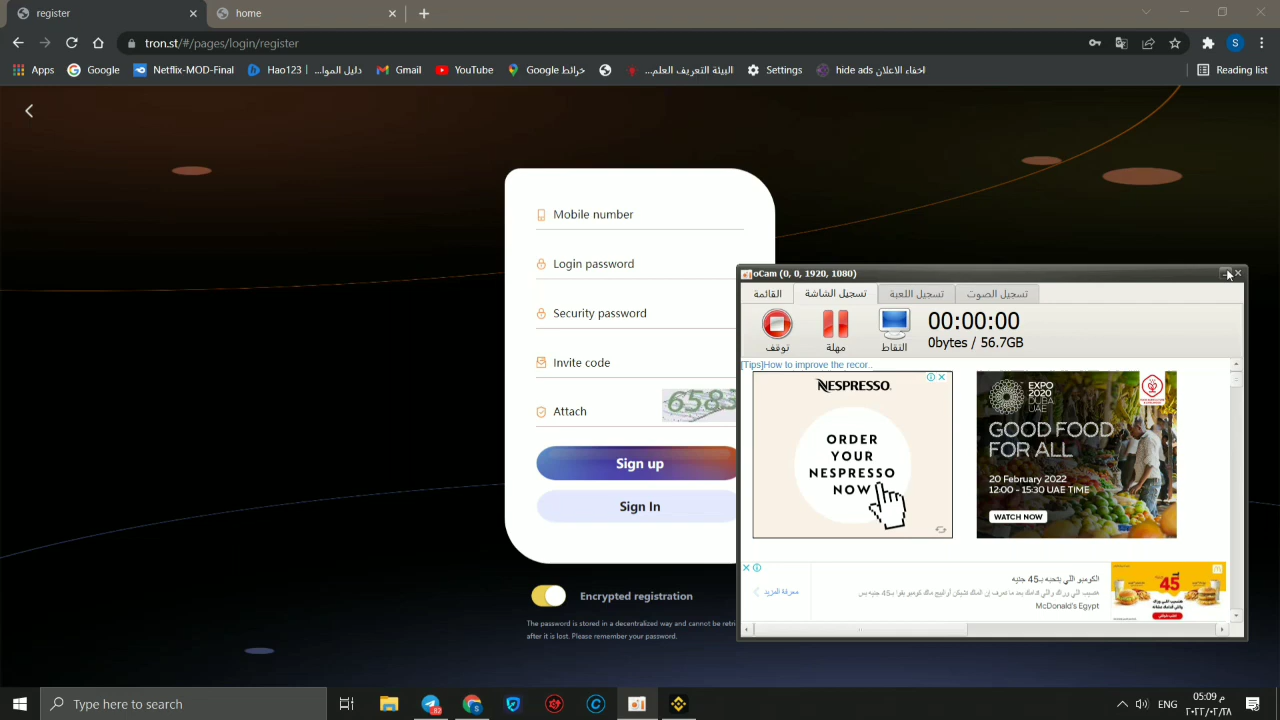 register
home
tron.st/#/pages/login/register
Apps
Google
Netflix-MOD-Final
Hao123
دليل الموا...
Gmail
YouTube
خرائط Google
البيئة التعريف العلم...
Settings
hide ads اخفاء الاعلان
Reading list
Mobile number
Login password
Security password
Invite code
Attach
6583
Sign up
Sign In
Encrypted registration
The password is stored in a decentralized way and cannot be retri
after it is lost. Please remember your password.
oCam (0, 0, 1920, 1080)
القائمة
تسجيل الشاشة
تسجيل اللعبة
تسجيل الصوت
توقف
مهلة
التقاط
00:00:00
0bytes / 56.7GB
[Tips]How to improve the recor..
NESPRESSO.
ORDER
YOUR
NESPRESSO
NOW
EXPO
2020
DUBAI
UAE
GOOD FOOD
FOR ALL
20 February 2022
12:00 - 15:30 UAE TIME
WATCH NOW
الكومبو اللي يتحبه بـ45 جنيه
معرفة المزيد
McDonald's Egypt
45
Type here to search
82
ENG
05:09 م
٢٠٢٢/٠٢/١٨